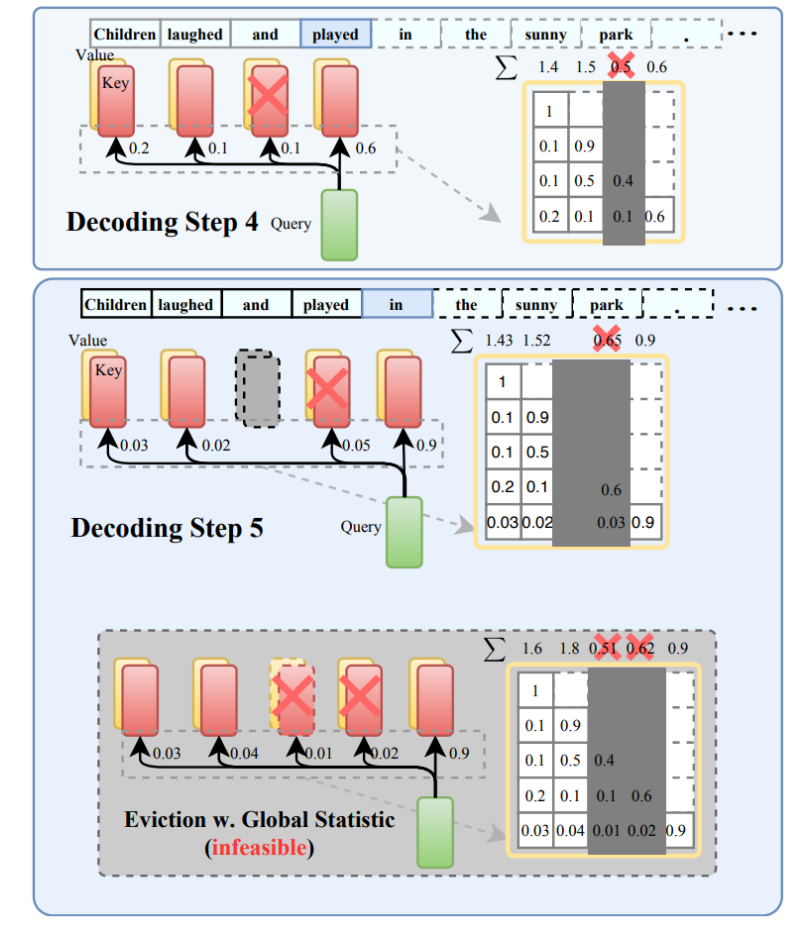 Children laughed and played in the sunny park . ...
Value
Key
∑ 1.4 1.5 0.5 0.6
0.2 0.1 0.1 0.6
1
0.1 0.9
0.1 0.5 0.4
0.2 0.1 0.1 0.6
Decoding Step 4
Query
Children laughed and played in the sunny park . ...
Value
Key
∑ 1.43 1.52 0.65 0.9
0.03 0.02 0.05 0.9
1
0.1 0.9
0.1 0.5
0.2 0.1 0.6
0.03 0.02 0.03 0.9
Decoding Step 5
Query
∑ 1.6 1.8 0.51 0.62 0.9
0.03 0.04 0.01 0.02 0.9
1
0.1 0.9
0.1 0.5 0.4
0.2 0.1 0.1 0.6
0.03 0.04 0.01 0.02 0.9
Eviction w. Global Statistic
(infeasible)